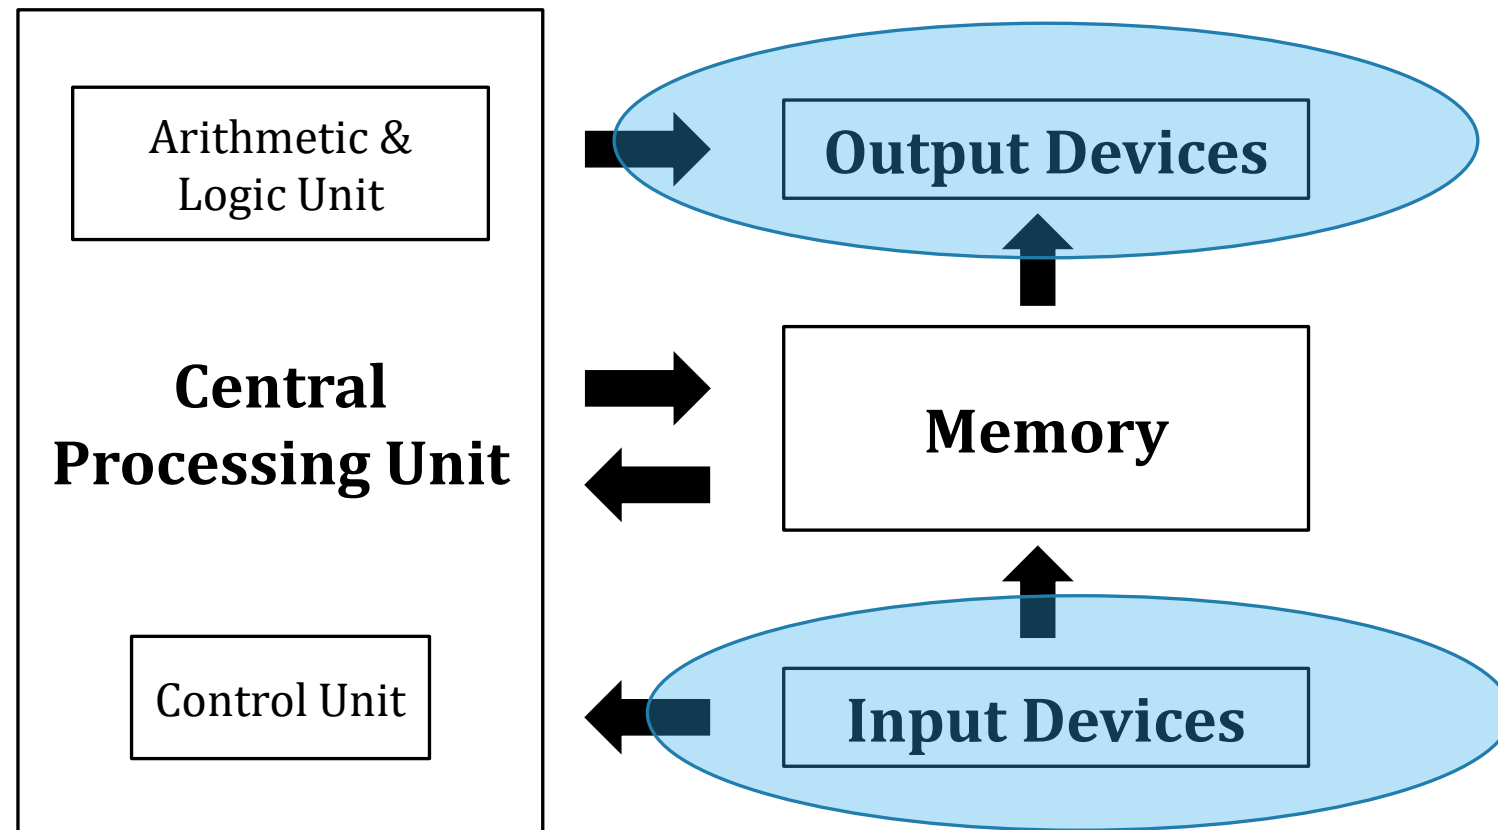 Arithmetic &
Logic Unit
Central
Processing Unit
Control Unit
Output Devices
Memory
Input Devices